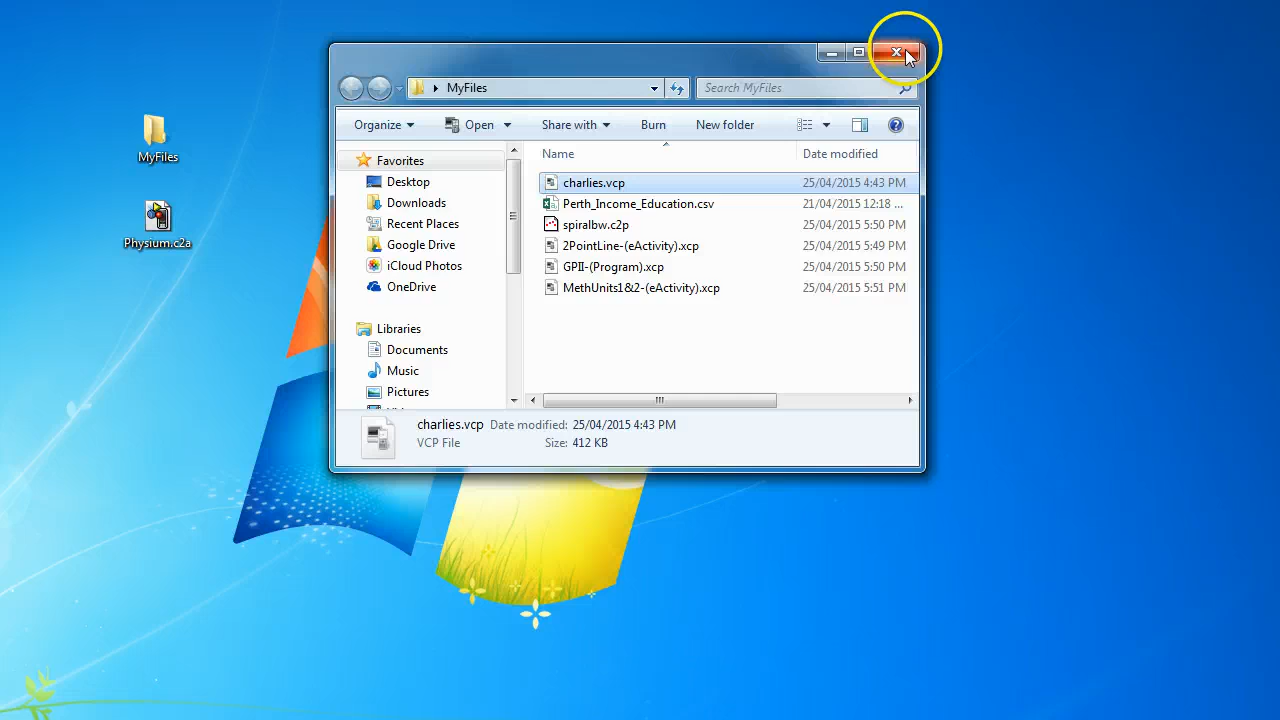 MyFiles
Physium.c2a
MyFiles
Search MyFiles
Organize Open Share with Burn New folder
Favorites
Desktop
Downloads
Recent Places
Google Drive
iCloud Photos
OneDrive
Libraries
Documents
Music
Pictures
Name Date modified
charlies.vcp 25/04/2015 4:43 PM
Perth_Income_Education.csv 21/04/2015 12:18 ...
spiralbw.c2p 25/04/2015 5:50 PM
2PointLine-(eActivity).xcp 25/04/2015 5:49 PM
GPII-(Program).xcp 25/04/2015 5:50 PM
MethUnits1&2-(eActivity).xcp 25/04/2015 5:51 PM
charlies.vcp Date modified: 25/04/2015 4:43 PM
VCP File Size: 412 KB